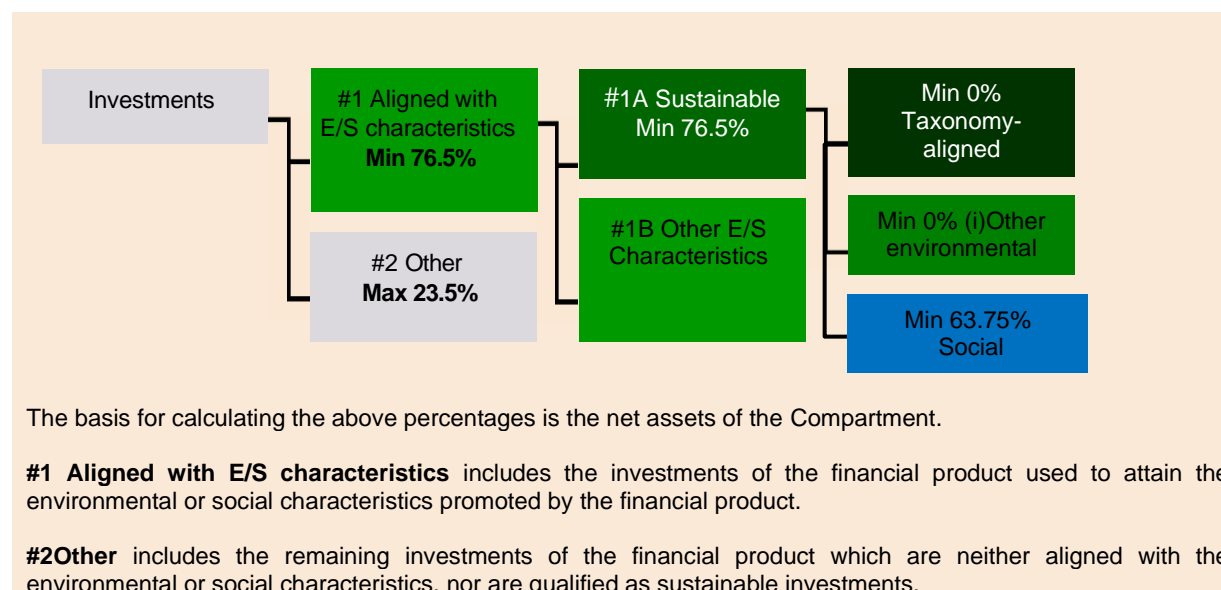 Investments
#1 Aligned with
E/S characteristics
Min 76.5%
#2 Other
Max 23.5%
#1A Sustainable
Min 76.5%
#1B Other E/S
Characteristics
Min 0%
Taxonomy-
aligned
Min 0% (i)Other
environmental
Min 63.75%
Social
The basis for calculating the above percentages is the net assets of the Compartment.
#1 Aligned with E/S characteristics includes the investments of the financial product used to attain the
environmental or social characteristics promoted by the financial product.
#2Other includes the remaining investments of the financial product which are neither aligned with the
environmental or social characteristics, nor are qualified as sustainable investments.